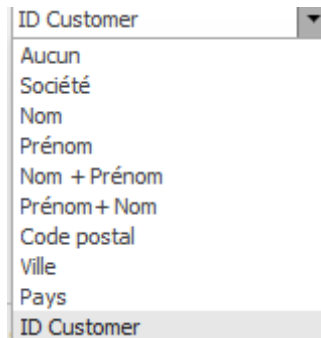 ID Customer
Aucun
Société
Nom
Prénom
Nom + Prénom
Prénom+ Nom
Code postal
Ville
Pays
ID Customer